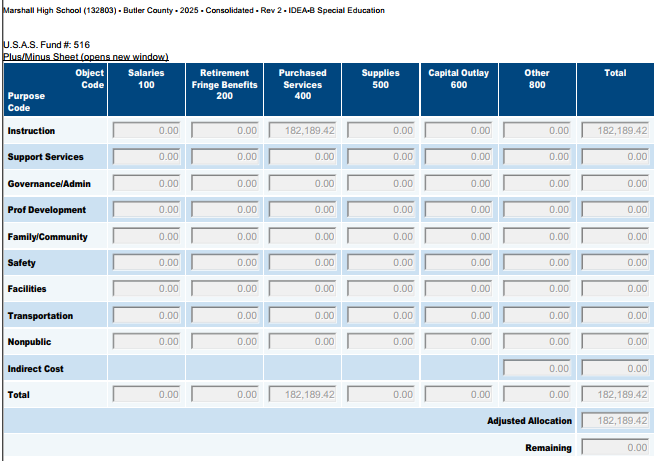 Marshall High School (132803) • Butler County • 2025 • Consolidated • Rev 2 • IDEA-B Special Education
U.S.A.S. Fund #: 516
Plus/Minus Sheet (opens new window)
Object Code Salaries 100 Retirement Fringe Benefits 200 Purchased Services 400 Supplies 500 Capital Outlay 600 Other 800 Total
Purpose Code
Instruction 0.00 0.00 182,189.42 0.00 0.00 0.00 182,189.42
Support Services 0.00 0.00 0.00 0.00 0.00 0.00 0.00
Governance/Admin 0.00 0.00 0.00 0.00 0.00 0.00 0.00
Prof Development 0.00 0.00 0.00 0.00 0.00 0.00 0.00
Family/Community 0.00 0.00 0.00 0.00 0.00 0.00 0.00
Safety 0.00 0.00 0.00 0.00 0.00 0.00 0.00
Facilities 0.00 0.00 0.00 0.00 0.00 0.00 0.00
Transportation 0.00 0.00 0.00 0.00 0.00 0.00 0.00
Nonpublic 0.00 0.00 0.00 0.00 0.00 0.00 0.00
Indirect Cost 0.00 0.00
Total 0.00 0.00 182,189.42 0.00 0.00 0.00 182,189.42
Adjusted Allocation 182,189.42
Remaining 0.00